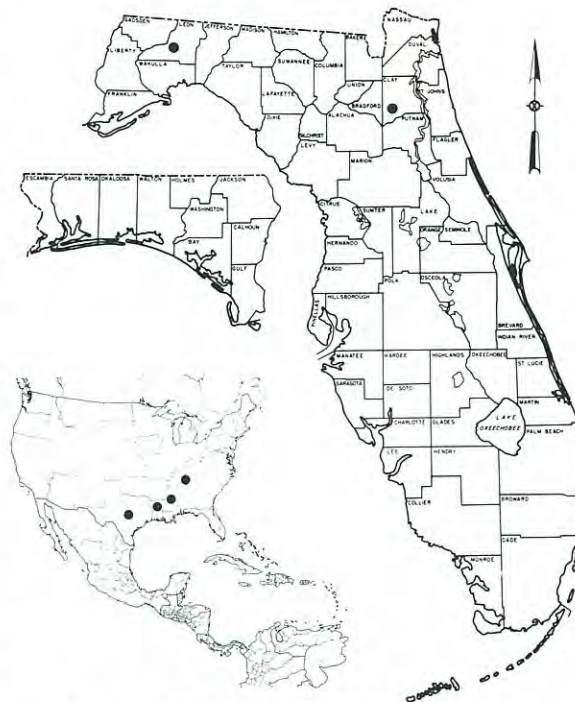 NASSAU
GADSDEN
LEON
JEFFERSON
MADISON
HAMILTON
BAKER
DUVAL
LIBERTY
WAKULLA
TAYLOR
SUWANNEE
COLUMBIA
UNION
CLAY
ST JOHNS
FRANKLIN
LAFAYETTE
BRADFORD
DIXIE
GILCHRIST
ALACHUA
PUTNAM
FLAGLER
LEVY
MARION
VOLUSIA
ESCAMBIA
SANTA ROSA
OKALOOSA
WALTON
HOLMES
JACKSON
WASHINGTON
BAY
CALHOUN
GULF
CITRUS
SUMTER
LAKE
ORANGE
SEMINOLE
HERNANDO
PASCO
POLK
OSCEOLA
PINELLAS
HILLSBOROUGH
BREVARD
INDIAN RIVER
MANATEE
HARDEE
HIGHLANDS
OKEECHOBEE
ST LUCIE
SARASOTA
DE SOTO
MARTIN
CHARLOTTE
GLADES
LAKE
OKEECHOBEE
PALM BEACH
LEE
HENDRY
COLLIER
BROWARD
DADE
MONROE